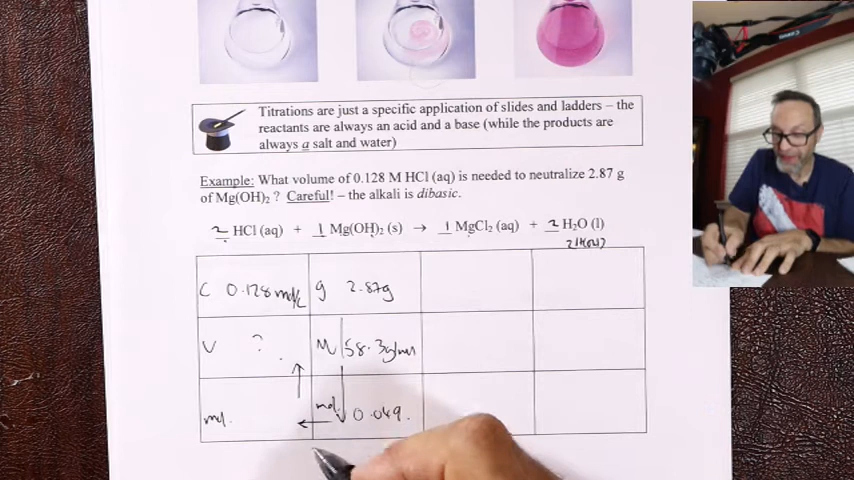 Titrations are just a specific application of slides and ladders – the
reactants are always an acid and a base (while the products are
always a salt and water)
Example: What volume of 0.128 M HCl (aq) is needed to neutralize 2.87 g
of Mg(OH)₂ ? Careful! – the alkali is dibasic.
2 HCl (aq) + 1 Mg(OH)₂ (s) → 1 MgCl₂ (aq) + 2 H₂O (l)
2 H(OH)
C 0.128 mol/L g 2.87g
V ? M 58.3g/mol
mol. mol 0.049.
Canon